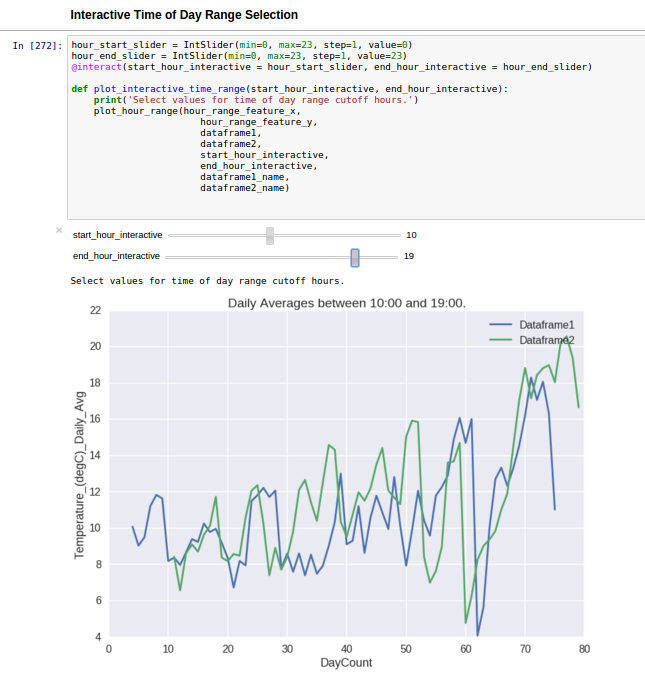 Interactive Time of Day Range Selection
In [272]:
hour_start_slider = IntSlider(min=0, max=23, step=1, value=0)
hour_end_slider = IntSlider(min=0, max=23, step=1, value=23)
@interact(start_hour_interactive = hour_start_slider, end_hour_interactive = hour_end_slider)
def plot_interactive_time_range(start_hour_interactive, end_hour_interactive):
    print('Select values for time of day range cutoff hours.')
    plot_hour_range(hour_range_feature_x,
                       hour_range_feature_y,
                       dataframe1,
                       dataframe2,
                       start_hour_interactive,
                       end_hour_interactive,
                       dataframe1_name,
                       dataframe2_name)
×
start_hour_interactive 10
end_hour_interactive 19
Select values for time of day range cutoff hours.
Daily Averages between 10:00 and 19:00.
Dataframe1
Dataframe2
Temperature_(degC)_Daily_Avg
22
20
18
16
14
12
10
8
6
4
0 10 20 30 40 50 60 70 80
DayCount